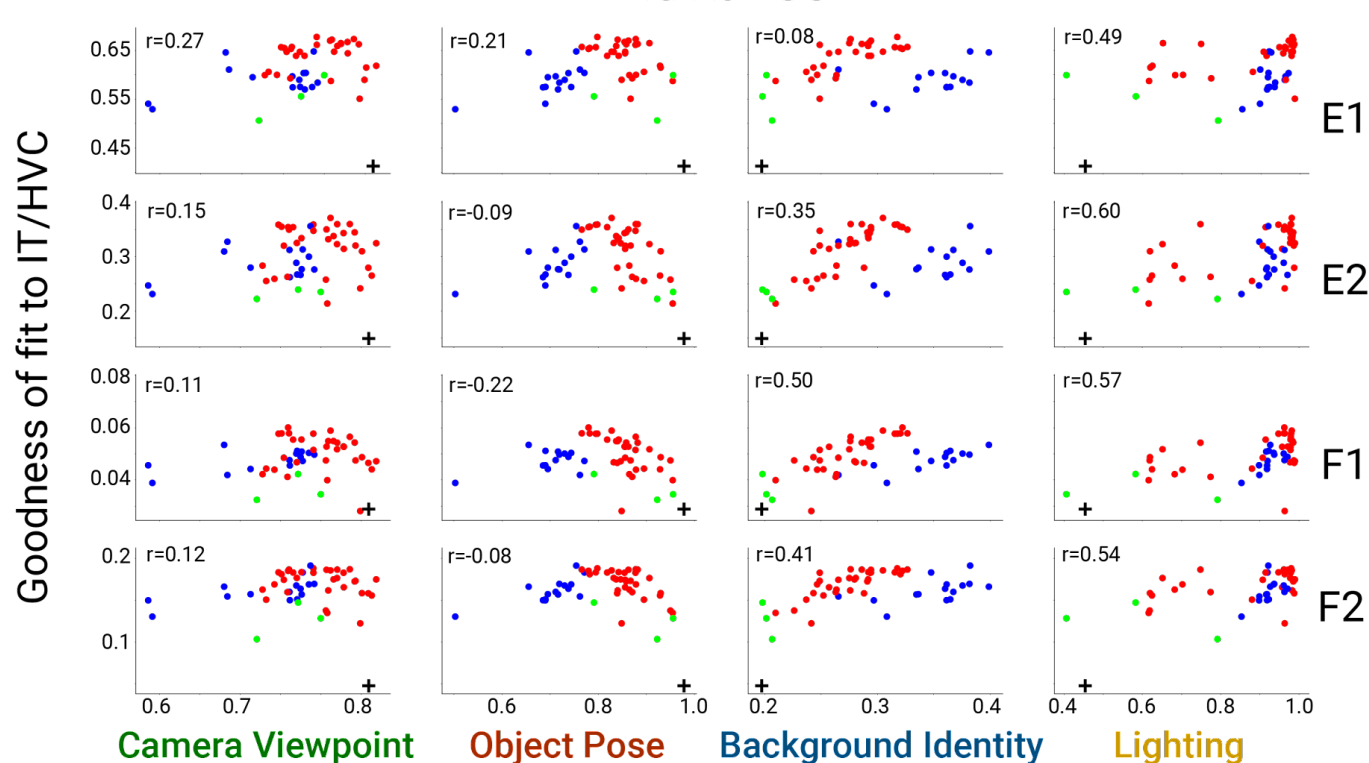 r=0.27 r=0.21 r=0.08 r=0.49
0.65
0.55
0.45
E1
r=0.15 r=-0.09 r=0.35 r=0.60
0.4
0.3
0.2
E2
Goodness of fit to IT/HVC
r=0.11 r=-0.22 r=0.50 r=0.57
0.08
0.06
0.04
F1
r=0.12 r=-0.08 r=0.41 r=0.54
0.2
0.1
F2
0.6 0.7 0.8 0.6 0.8 1.0 0.2 0.3 0.4 0.4 0.6 0.8 1.0
Camera Viewpoint Object Pose Background Identity Lighting